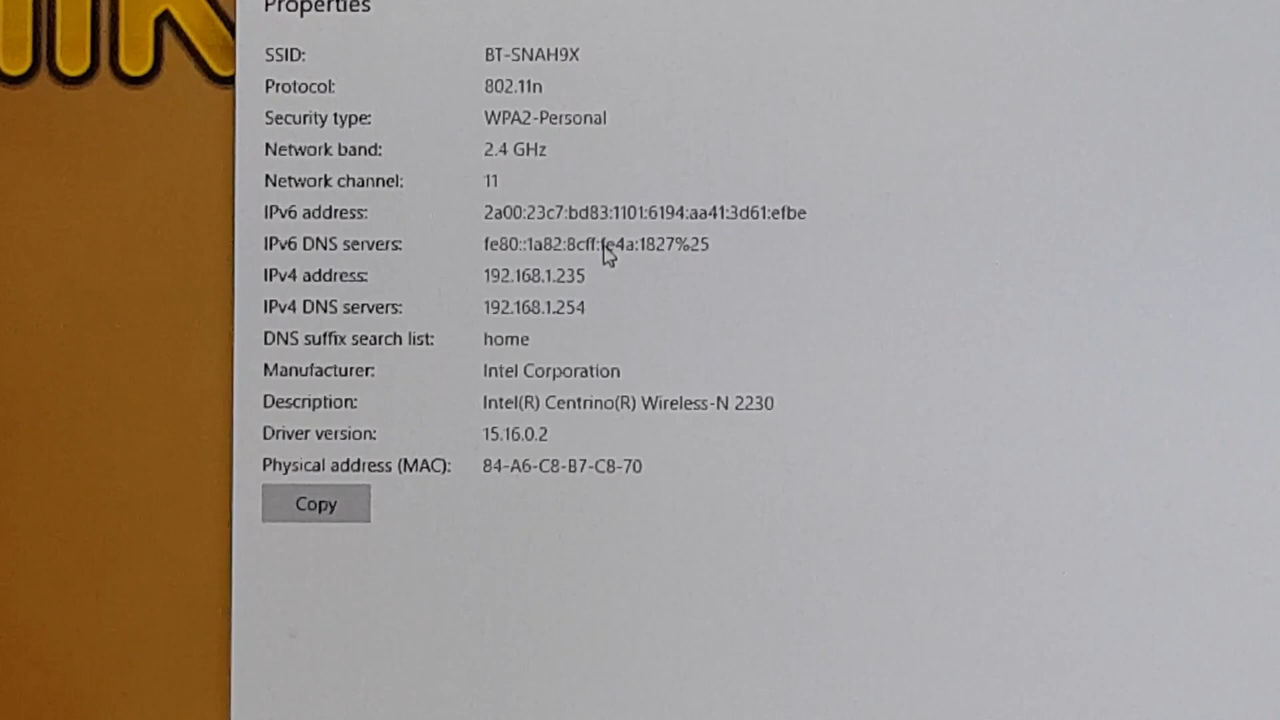 Properties
SSID: BT-SNAH9X
Protocol: 802.11n
Security type: WPA2-Personal
Network band: 2.4 GHz
Network channel: 11
IPv6 address: 2a00:23c7:bd83:1101:6194:aa41:3d61:efbe
IPv6 DNS servers: fe80::1a82:8cff:fe4a:1827%25
IPv4 address: 192.168.1.235
IPv4 DNS servers: 192.168.1.254
DNS suffix search list: home
Manufacturer: Intel Corporation
Description: Intel(R) Centrino(R) Wireless-N 2230
Driver version: 15.16.0.2
Physical address (MAC): 84-A6-C8-B7-C8-70
Copy